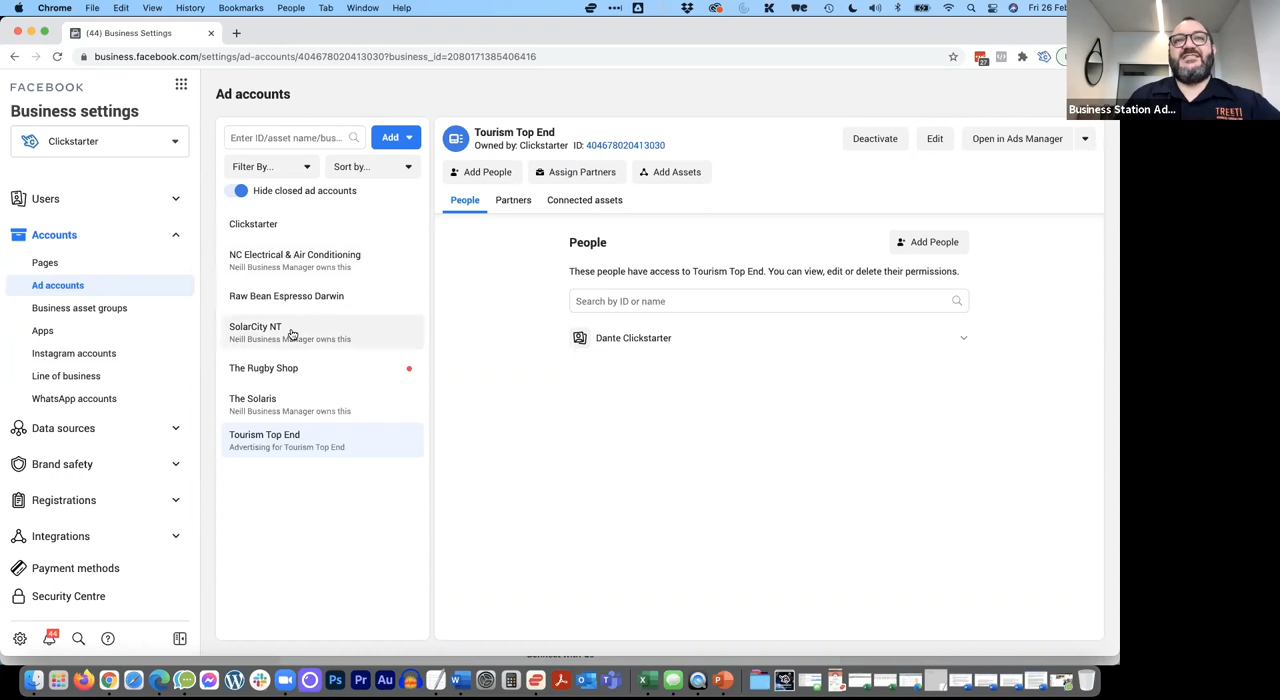 Chrome File Edit View History Bookmarks People Tab Window Help
Fri 26 Feb
(44) Business Settings
business.facebook.com/settings/ad-accounts/404678020413030?business_id=2080171385406416
27
Business Station Ad...
FACEBOOK
Business settings
Clickstarter
Users
Accounts
Pages
Ad accounts
Business asset groups
Apps
Instagram accounts
Line of business
WhatsApp accounts
Data sources
Brand safety
Registrations
Integrations
Payment methods
Security Centre
44
Ad accounts
Enter ID/asset name/bus...
Add
Filter By...
Sort by...
Hide closed ad accounts
Clickstarter
NC Electrical & Air Conditioning
Neill Business Manager owns this
Raw Bean Espresso Darwin
SolarCity NT
Neill Business Manager owns this
The Rugby Shop
The Solaris
Neill Business Manager owns this
Tourism Top End
Advertising for Tourism Top End
Tourism Top End
Owned by: Clickstarter ID: 404678020413030
Deactivate
Edit
Open in Ads Manager
Add People
Assign Partners
Add Assets
People
Partners
Connected assets
People
Add People
These people have access to Tourism Top End. You can view, edit or delete their permissions.
Search by ID or name
Dante Clickstarter
Ps
Pr
Au